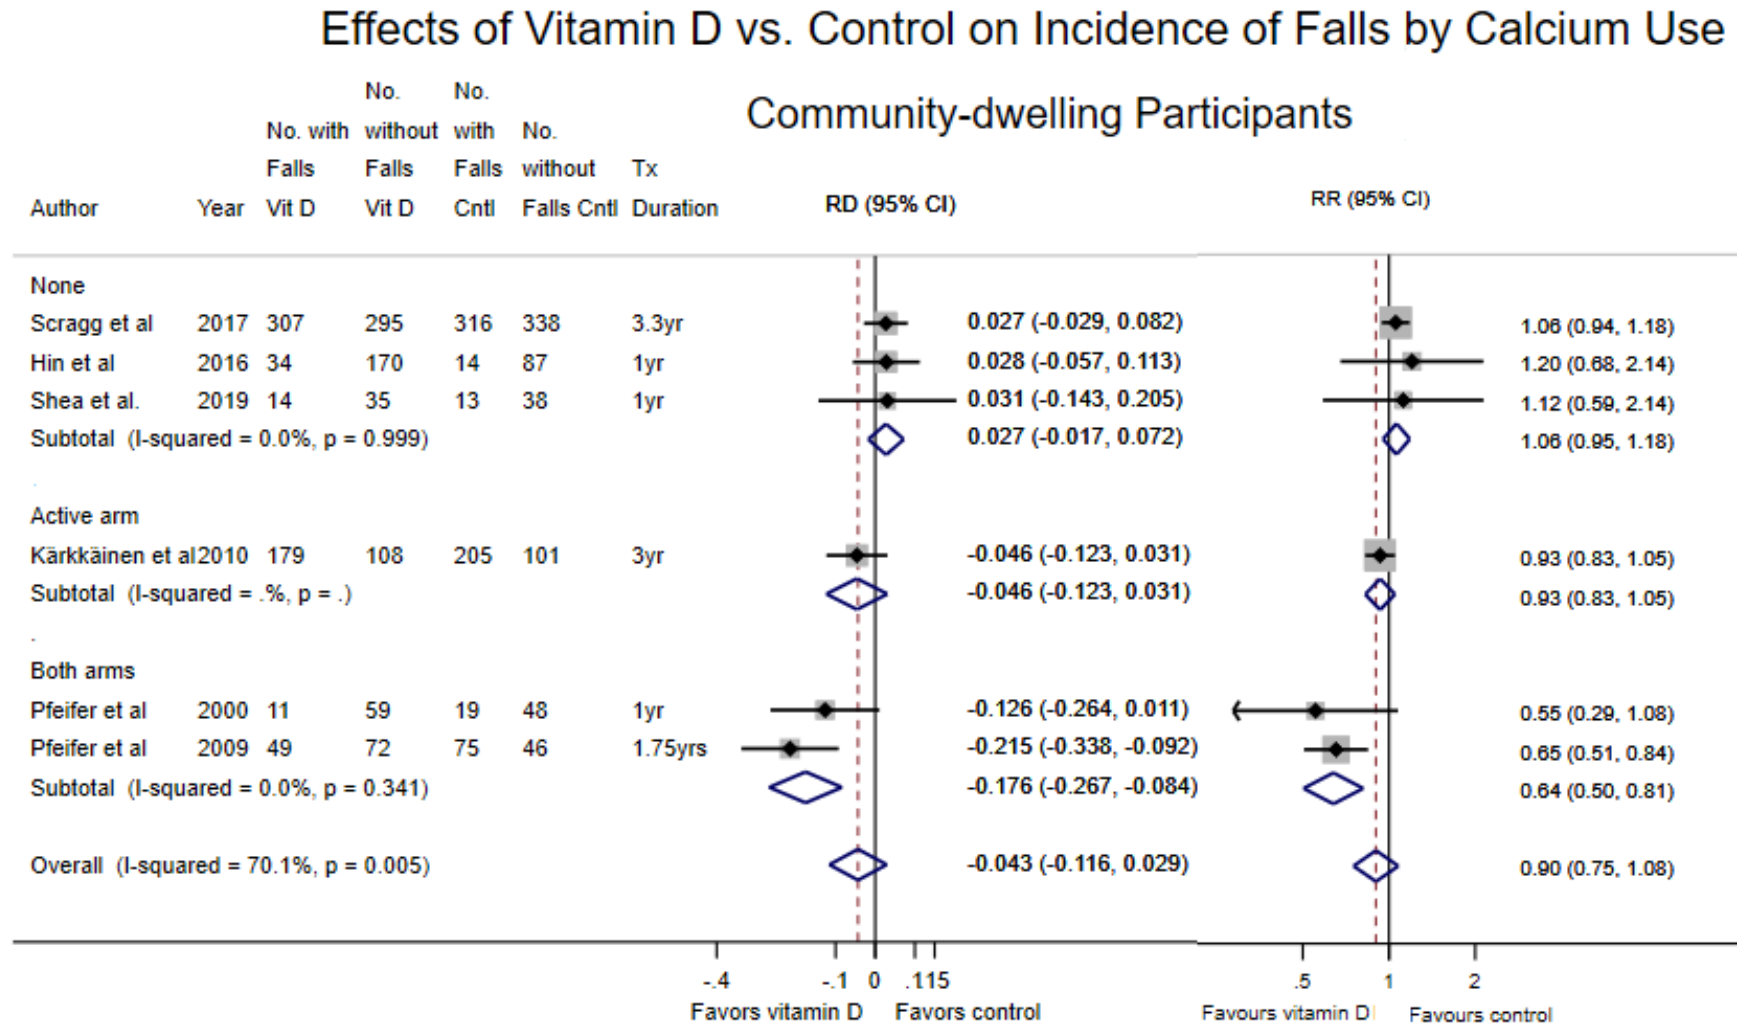 Effects of Vitamin D vs. Control on Incidence of Falls by Calcium Use
Community-dwelling Participants
No. No.
No. with without with No.
Falls Falls Falls without Tx
Author Year Vit D Vit D Cntl Falls Cntl Duration RD (95% CI) RR (95% CI)
None
Scragg et al 2017 307 295 316 338 3.3yr 0.027 (-0.029, 0.082) 1.06 (0.94, 1.18)
Hin et al 2016 34 170 14 87 1yr 0.028 (-0.057, 0.113) 1.20 (0.68, 2.14)
Shea et al. 2019 14 35 13 38 1yr 0.031 (-0.143, 0.205) 1.12 (0.59, 2.14)
Subtotal (I-squared = 0.0%, p = 0.999) 0.027 (-0.017, 0.072) 1.06 (0.95, 1.18)
.
Active arm
Kärkkäinen et al2010 179 108 205 101 3yr -0.046 (-0.123, 0.031) 0.93 (0.83, 1.05)
Subtotal (I-squared = .%, p = .) -0.046 (-0.123, 0.031) 0.93 (0.83, 1.05)
.
Both arms
Pfeifer et al 2000 11 59 19 48 1yr -0.126 (-0.264, 0.011) 0.55 (0.29, 1.08)
Pfeifer et al 2009 49 72 75 46 1.75yrs -0.215 (-0.338, -0.092) 0.65 (0.51, 0.84)
Subtotal (I-squared = 0.0%, p = 0.341) -0.176 (-0.267, -0.084) 0.64 (0.50, 0.81)
Overall (I-squared = 70.1%, p = 0.005) -0.043 (-0.116, 0.029) 0.90 (0.75, 1.08)
-.4 -.1 0 .115 .5 1 2
Favors vitamin D Favors control Favours vitamin D Favours control